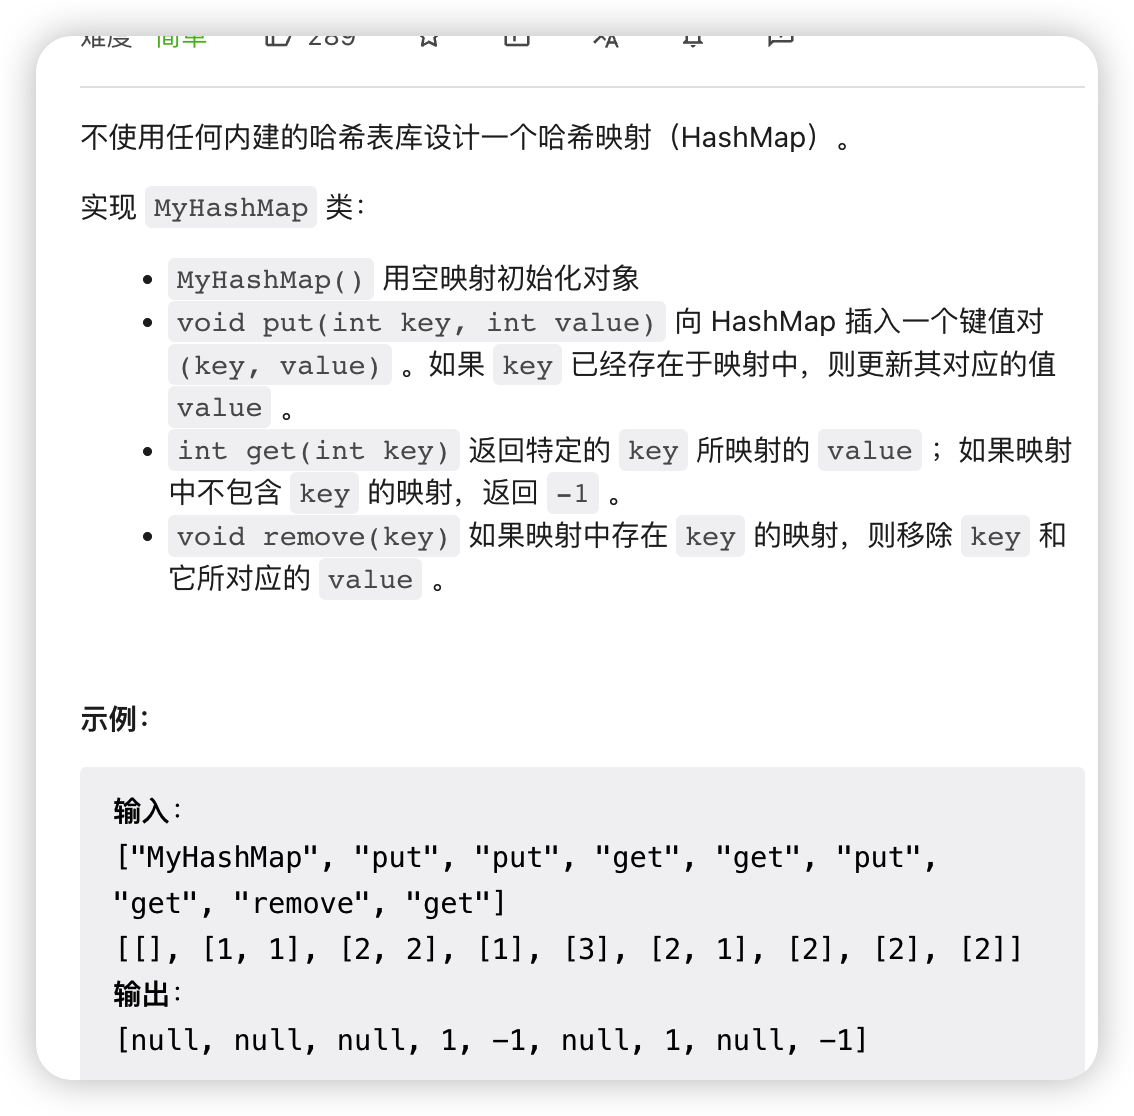 难度 简单 289
不使用任何内建的哈希表库设计一个哈希映射（HashMap）。
实现 MyHashMap 类：
• MyHashMap() 用空映射初始化对象
• void put(int key, int value) 向 HashMap 插入一个键值对
(key, value) 。如果 key 已经存在于映射中，则更新其对应的值
value 。
• int get(int key) 返回特定的 key 所映射的 value ；如果映射
中不包含 key 的映射，返回 -1 。
• void remove(key) 如果映射中存在 key 的映射，则移除 key 和
它所对应的 value 。
示例：
输入：
["MyHashMap", "put", "put", "get", "get", "put",
"get", "remove", "get"]
[[], [1, 1], [2, 2], [1], [3], [2, 1], [2], [2], [2]]
输出：
[null, null, null, 1, -1, null, 1, null, -1]